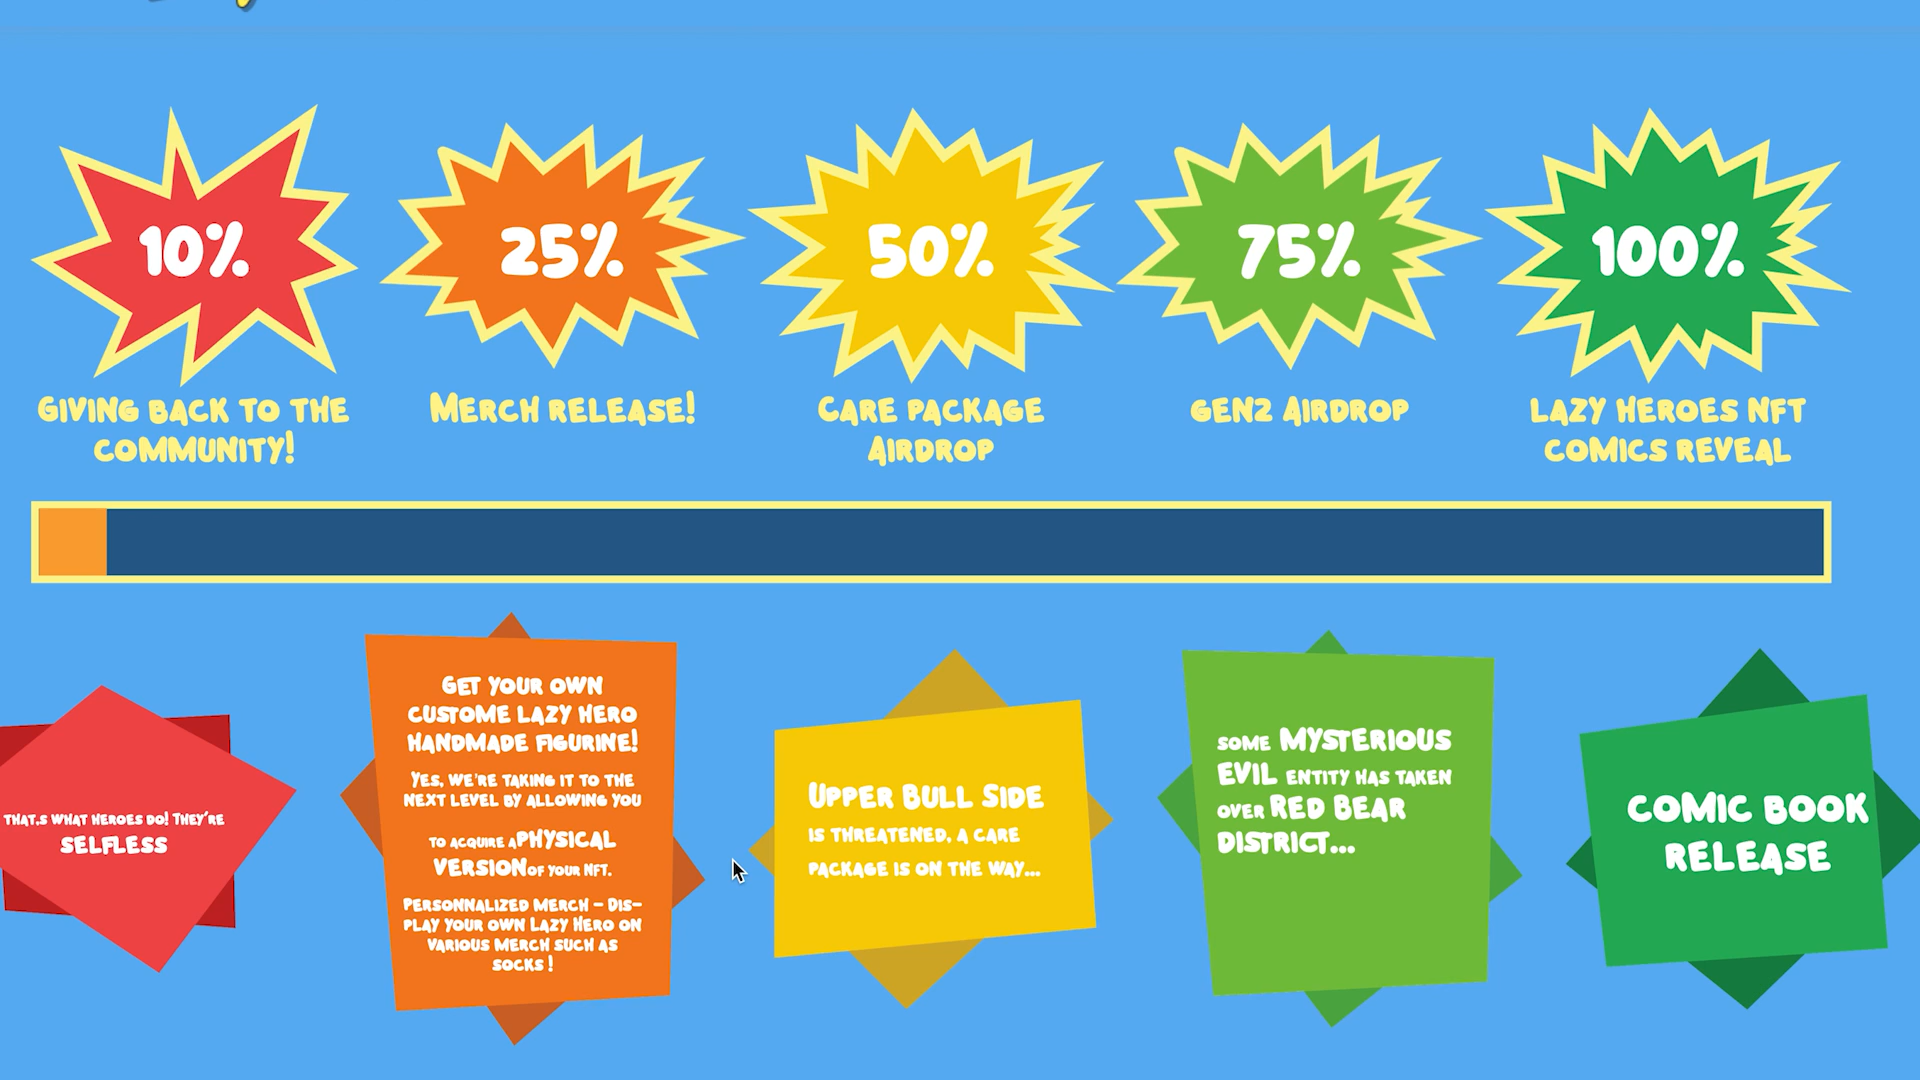 10%
25%
50%
75%
100%
GIVING BACK TO THE
COMMUNITY!
MERCH RELEASE!
CARE PACKAGE
AIRDROP
GEN2 AIRDROP
LAZY HEROES NFT
COMICS REVEAL
THAT,S WHAT HEROES DO! THEY'RE
SELFLESS
GET YOUR OWN
CUSTOME LAZY HERO
HANDMADE FIGURINE!
YES, WE'RE TAKING IT TO THE
NEXT LEVEL BY ALLOWING YOU
TO ACQUIRE A PHYSICAL
VERSION OF YOUR NFT.
PERSONNALIZED MERCH – DIS-
PLAY YOUR OWN LAZY HERO ON
VARIOUS MERCH SUCH AS
SOCKS !
UPPER BULL SIDE
IS THREATENED, A CARE
PACKAGE IS ON THE WAY...
SOME MYSTERIOUS
EVIL ENTITY HAS TAKEN
OVER RED BEAR
DISTRICT...
COMIC BOOK
RELEASE